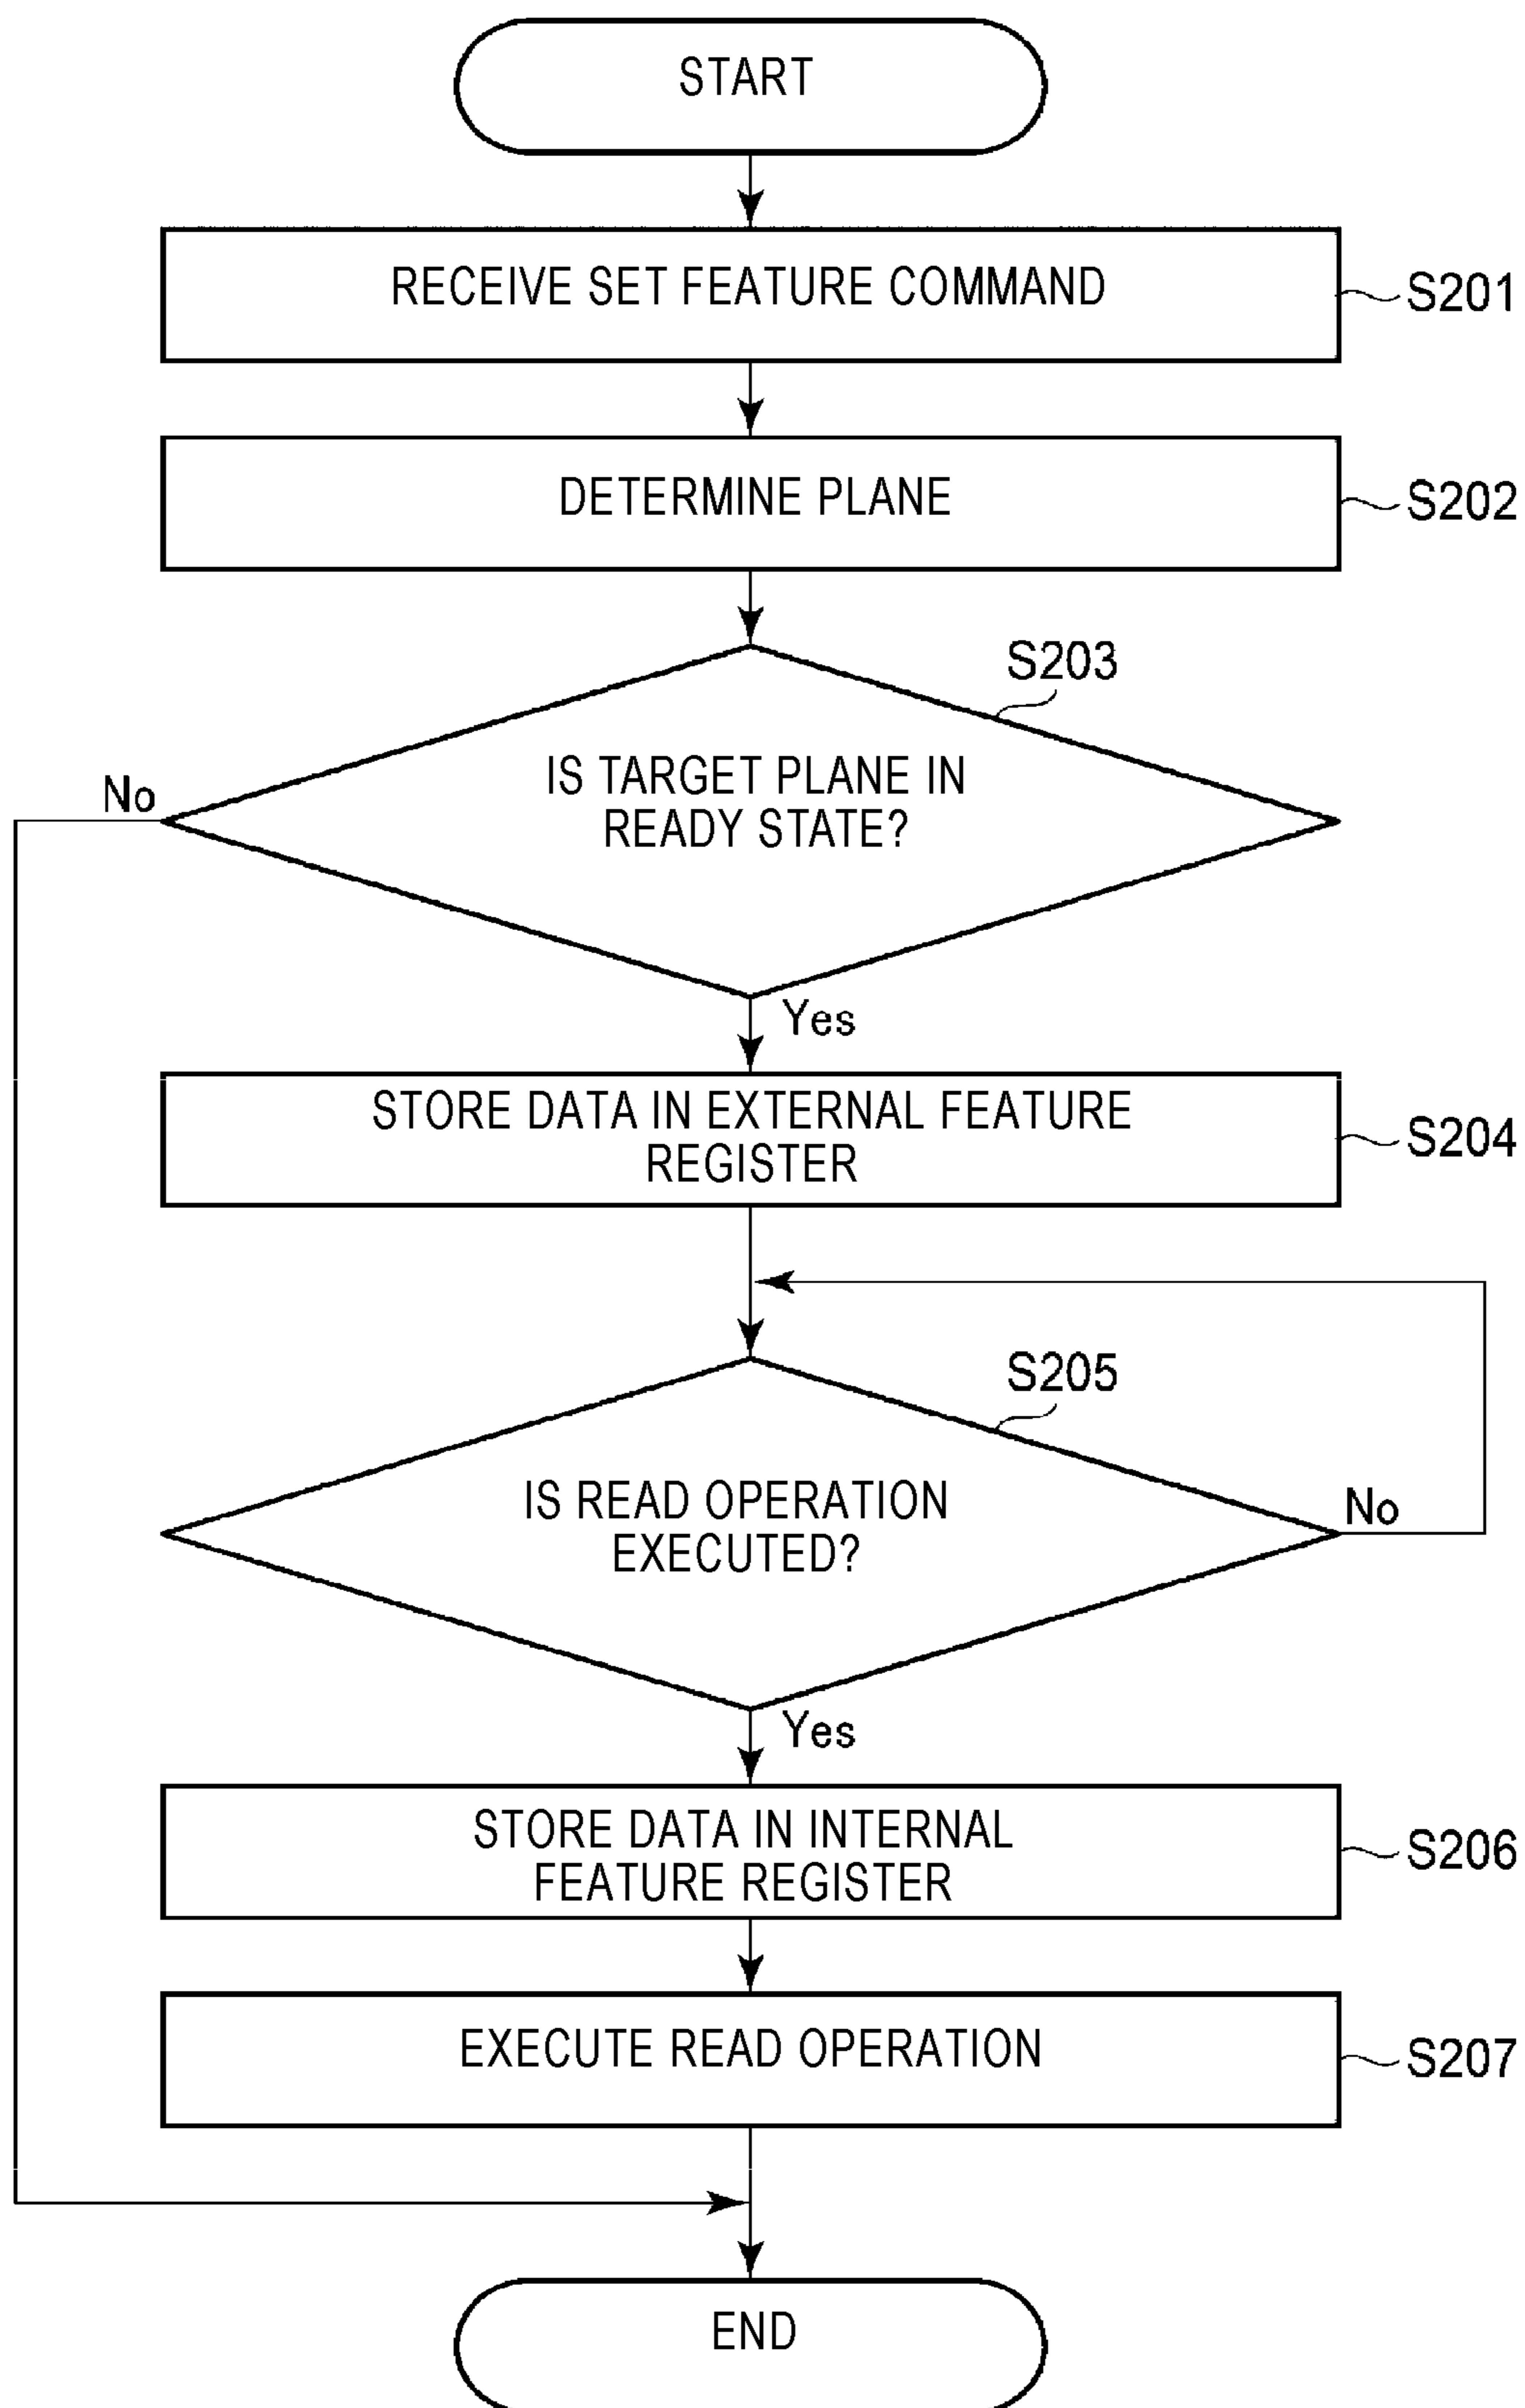 START
RECEIVE SET FEATURE COMMAND
S201
DETERMINE PLANE
S202
S203
IS TARGET PLANE IN
READY STATE?
No
Yes
STORE DATA IN EXTERNAL FEATURE
REGISTER
S204
S205
IS READ OPERATION
EXECUTED?
No
Yes
STORE DATA IN INTERNAL
FEATURE REGISTER
S206
EXECUTE READ OPERATION
S207
END